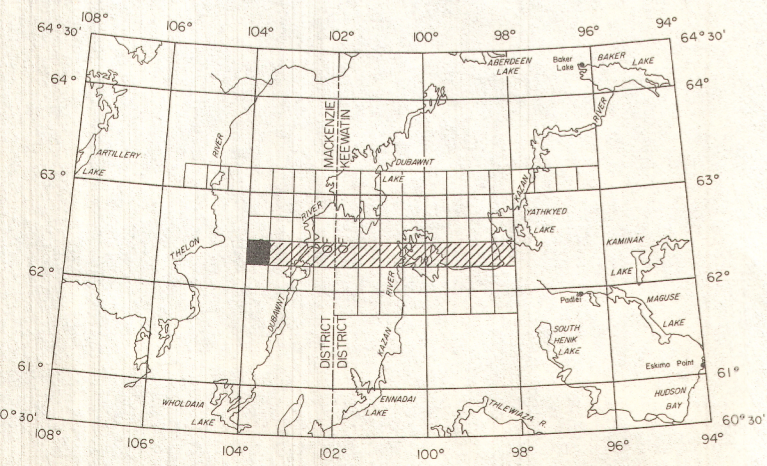 108° 106° 104° 102° 100° 98° 96° 94°
64° 30' 64° 30'
ABERDEEN
LAKE
Baker
Lake
BAKER LAKE
64° 64°
RIVER
RIVER
MACKENZIE
KEEWATIN
ARTILLERY
LAKE
DUBAWNT
LAKE
63° 63°
KAZAN
RIVER
YATHKYED
LAKE
THELON
KAMINAK
LAKE
62° 62°
RIVER
DUBAWNT
Padlei
MAGUSE
LAKE
DISTRICT
DISTRICT
KAZAN
SOUTH
HENIK
LAKE
Eskimo Point
61° 61°
WHOLDAIA
LAKE
ENNADAI
LAKE
THLEWIAZA R.
HUDSON
BAY
0° 30' 60° 30'
108° 106° 104° 102° 100° 98° 96° 94°